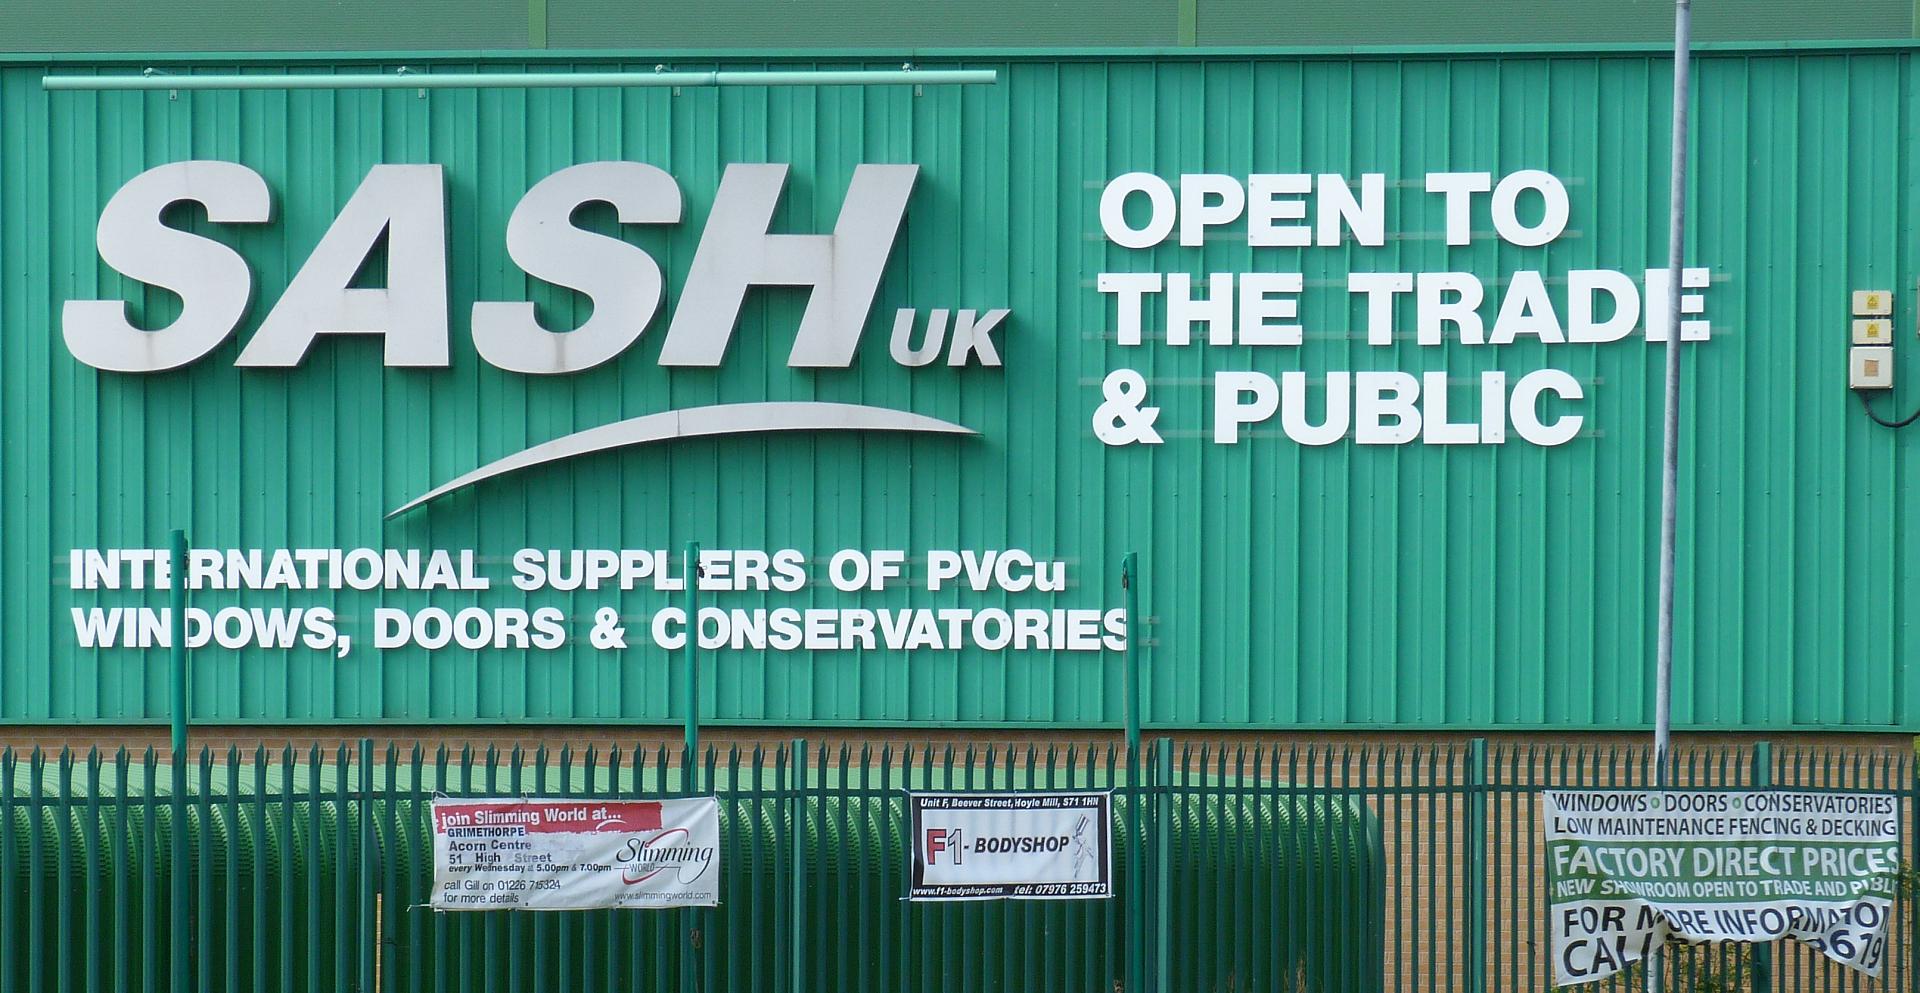 SASH UK
OPEN TO
THE TRADE
& PUBLIC
INTERNATIONAL SUPPLIERS OF PVCu
WINDOWS, DOORS & CONSERVATORIES
join Slimming World at...
GRIMETHORPE
Acorn Centre
51 High Street
every Wednesday 5.00pm & 7.00pm
call Gill on 01226 715324
for more details
Slimming
WORLD
www.slimmingworld.com
Unit F, Beever Street, Hoyle Mill, S71 1HN
F1 - BODYSHOP
www.f1-bodyshop.com tel: 07976 259473
WINDOWS • DOORS • CONSERVATORIES
LOW MAINTENANCE FENCING & DECKING
FACTORY DIRECT PRICES
NEW SHOWROOM OPEN TO TRADE AND PUBLI
FOR MORE INFORMATION
CALL